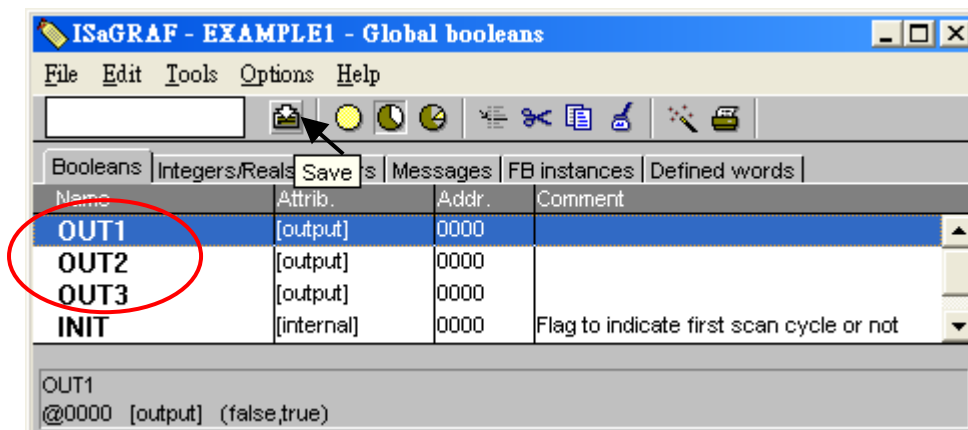 ISaGRAF - EXAMPLE1 - Global booleans
File Edit Tools Options Help
Booleans Integers/Reals Save rs Messages FB instances Defined words
Name Attrib. Addr. Comment
OUT1 [output] 0000
OUT2 [output] 0000
OUT3 [output] 0000
INIT [internal] 0000 Flag to indicate first scan cycle or not
OUT1
@0000 [output] (false,true)